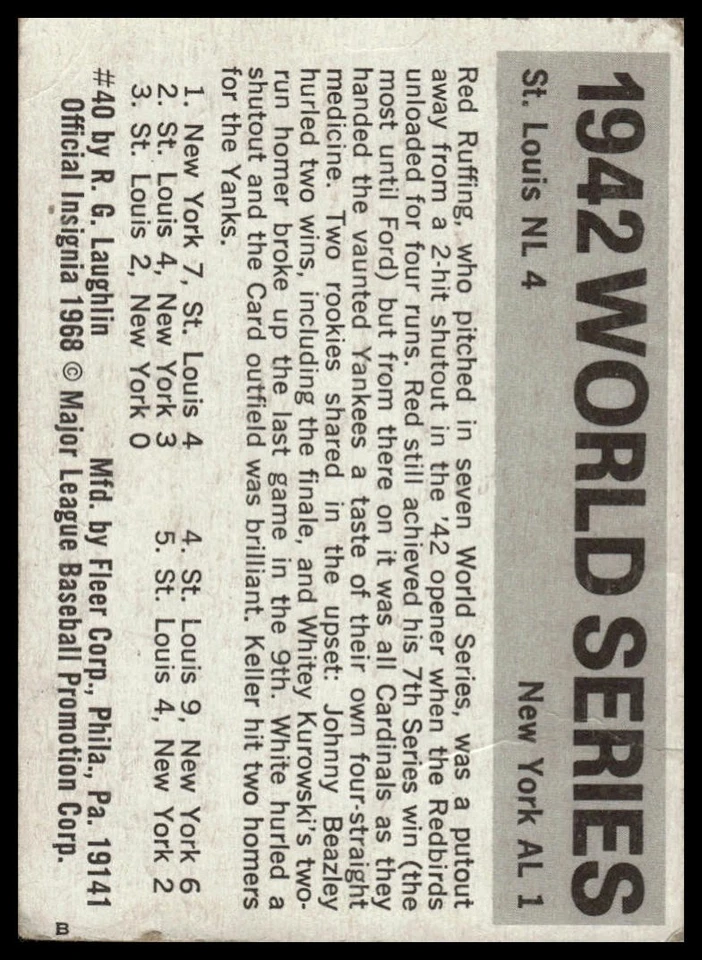 1942 WORLD SERIES
St. Louis NL 4 New York AL 1
Red Ruffing, who pitched in seven World Series, was a putout
away from a 2-hit shutout in the '42 opener when the Redbirds
unloaded for four runs. Red still achieved his 7th Series win (the
most until Ford) but from there on it was all Cardinals as they
handed the vaunted Yankees a taste of their own four-straight
medicine. Two rookies shared in the upset: Johnny Beazley
hurled two wins, including the finale, and Whitey Kurowski's two-
run homer broke up the last game in the 9th. White hurled a
shutout and the Card outfield was brilliant. Keller hit two homers
for the Yanks.
1. New York 7, St. Louis 4 4. St. Louis 9, New York 6
2. St. Louis 4, New York 3 5. St. Louis 4, New York 2
3. St. Louis 2, New York 0
#40 by R. G. Laughlin Mfd. by Fleer Corp., Phila., Pa. 19141
Official Insignia 1968 © Major League Baseball Promotion Corp.
m